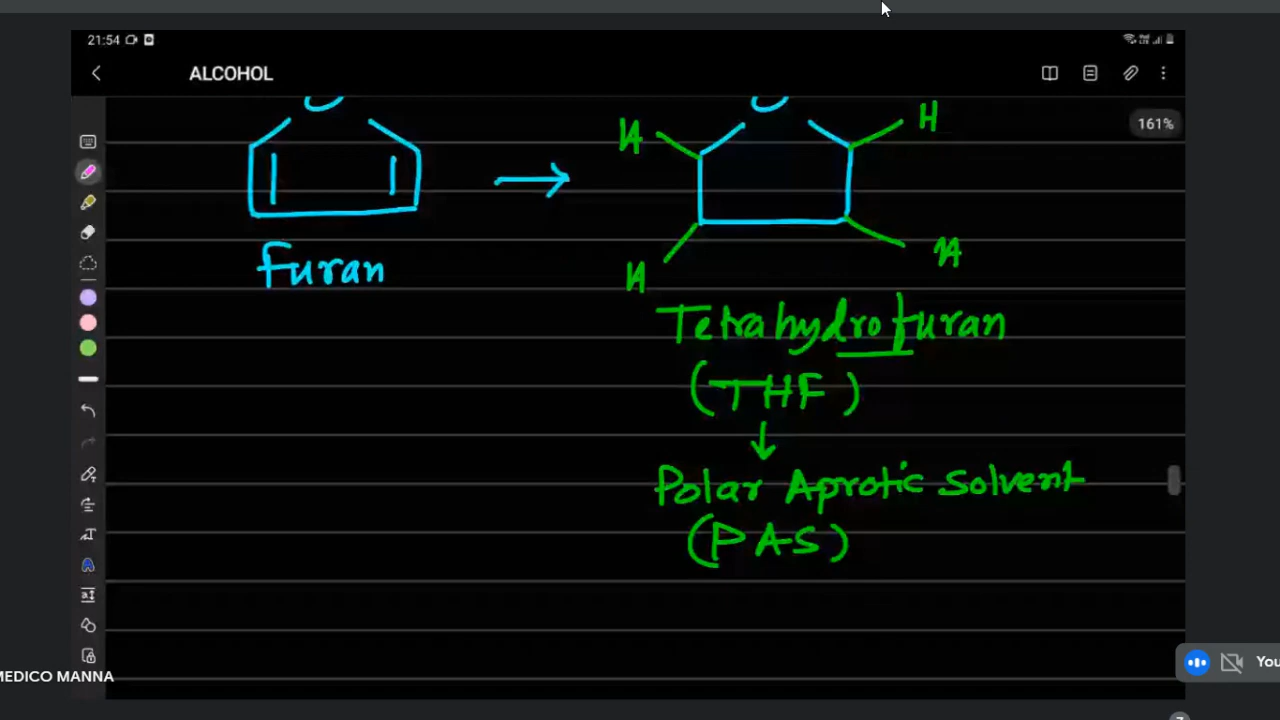 21:54
ALCOHOL
161%
O O
H H
H H
furan
Tetrahydrofuran
(THF)
↓
Polar Aprotic Solvent
(PAS)
MEDICO MANNA
You